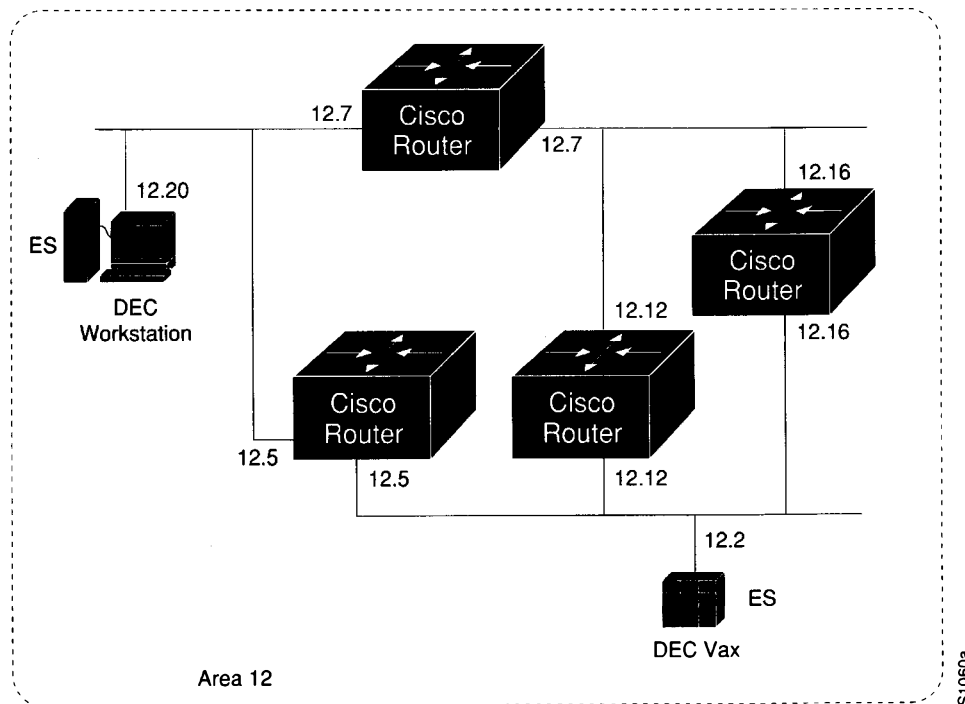 Cisco
Router
12.7
12.7
12.20
12.16
ES
Cisco
Router
DEC
Workstation
12.12
12.16
Cisco
Router
Cisco
Router
12.5
12.5
12.12
12.2
ES
DEC Vax
Area 12
S1060a